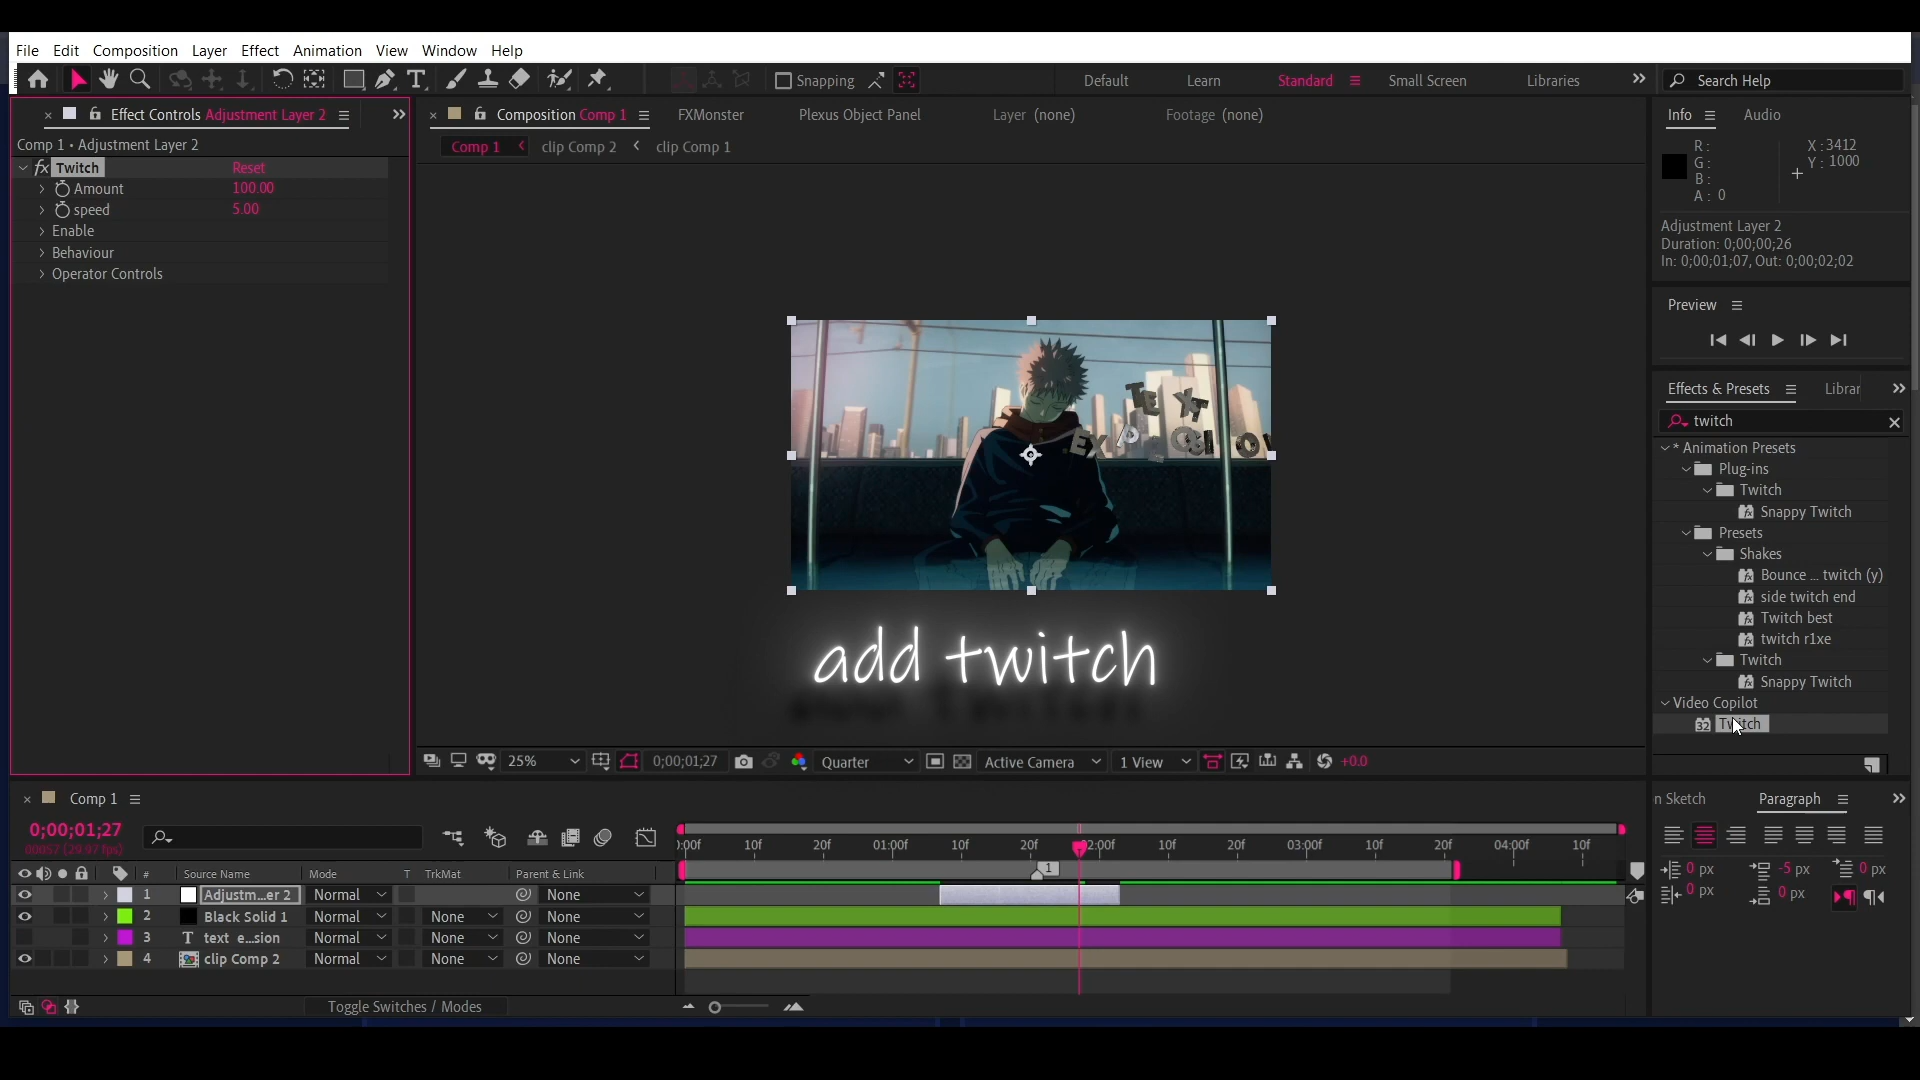 File Edit Composition Layer Effect Animation View Window Help
Snapping Default Learn Standard Small Screen Libraries Search Help
Effect Controls Adjustment Layer 2
Comp 1 • Adjustment Layer 2
fx Twitch Reset
Amount 100.00
speed 5.00
Enable
Behaviour
Operator Controls
Composition Comp 1 FXMonster Plexus Object Panel Layer (none) Footage (none)
Comp 1 clip Comp 2 clip Comp 1
TEXT
add twitch
25% 0;00;01;27 Quarter Active Camera 1 View +0.0
Info Audio
R : X : 3412
G : Y : 1000
B :
A : 0
Adjustment Layer 2
Duration: 0;00;00;26
In: 0;00;01;07, Out: 0;00;02;02
Preview
Effects & Presets Librar
twitch
* Animation Presets
Plug-ins
Twitch
Snappy Twitch
Presets
Shakes
Bounce ... twitch (y)
side twitch end
Twitch best
twitch r1xe
Twitch
Snappy Twitch
Video Copilot
32 Twitch
Comp 1
0;00;01;27
00057 (29.97 fps)
):00f 10f 20f 01:00f 10f 20f 02:00f 10f 20f 03:00f 10f 20f 04:00f 10f
1
# Source Name Mode T TrkMat Parent & Link
1 Adjustm...er 2 Normal None
2 Black Solid 1 Normal None None
3 T text e...sion Normal None None
4 clip Comp 2 Normal None None
Toggle Switches / Modes
n Sketch Paragraph
0 px -5 px 0 px
0 px 0 px